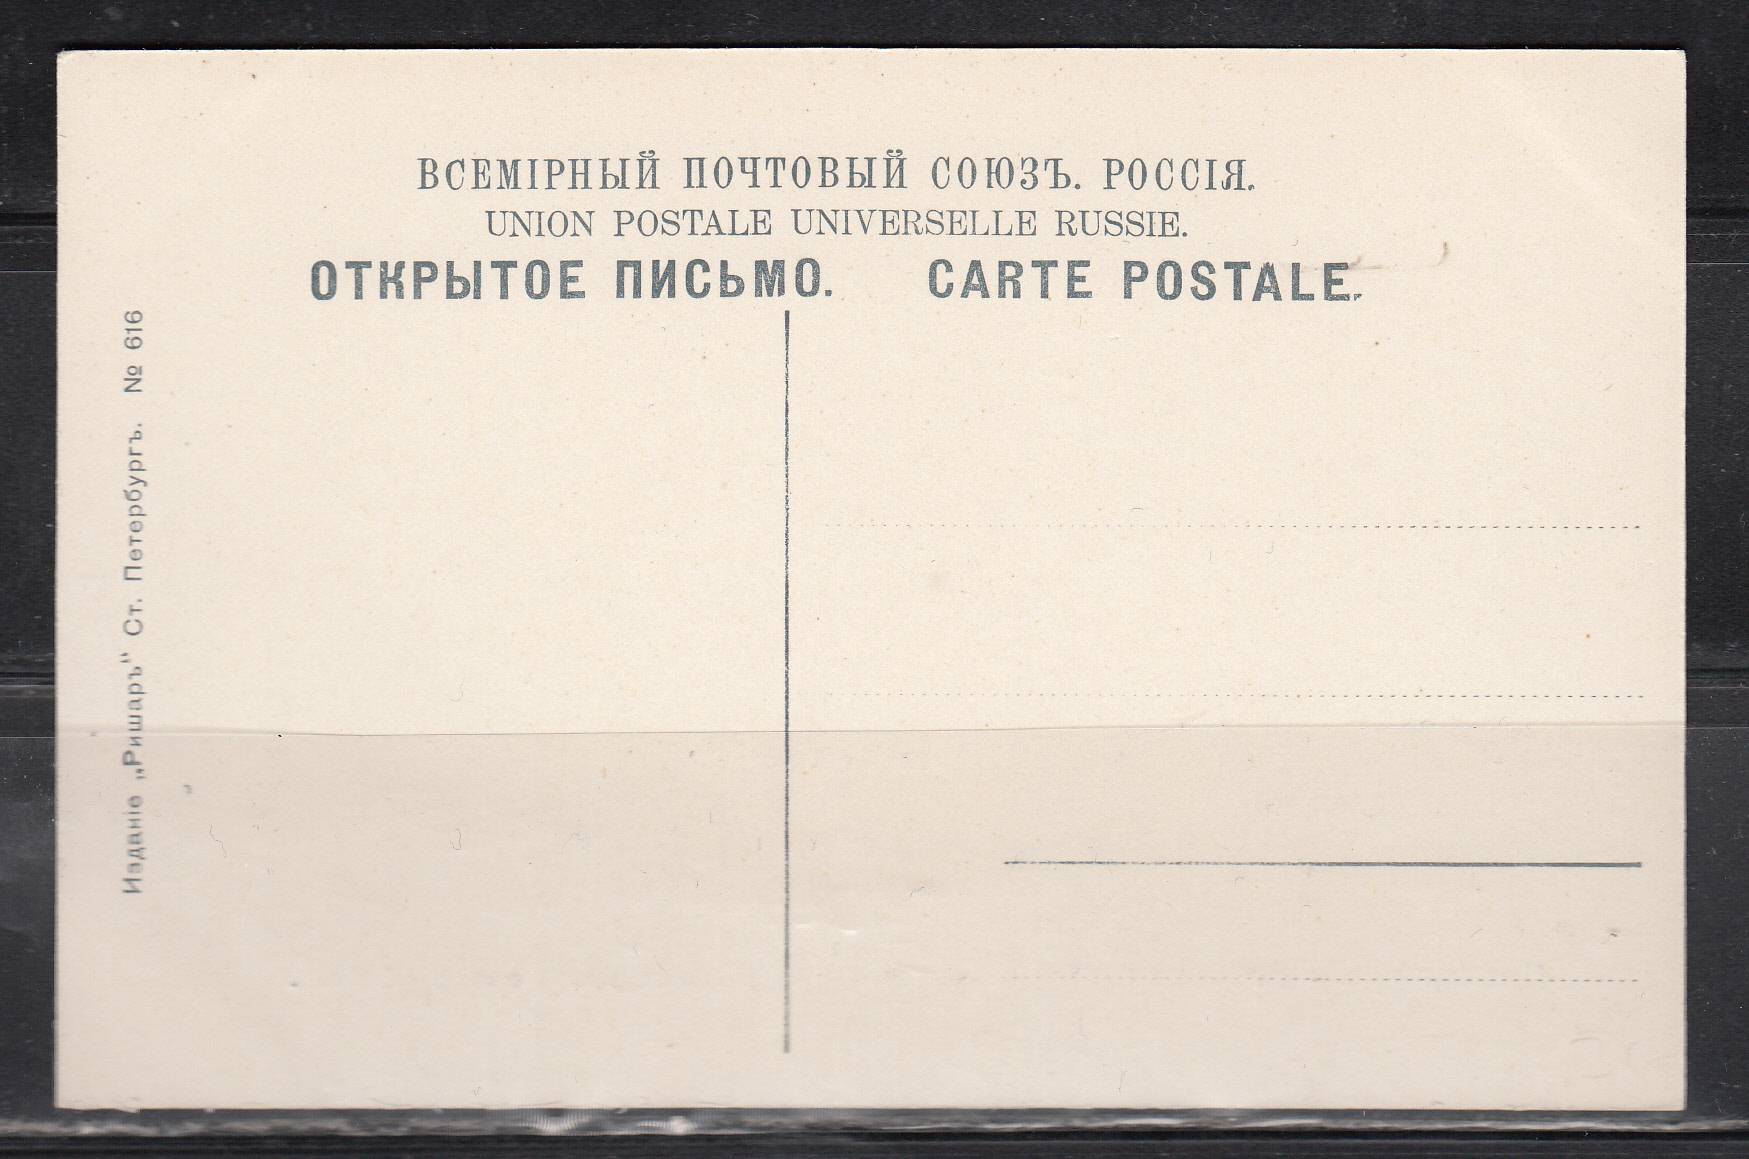 ВСЕМІРНЫЙ ПОЧТОВЫЙ СОЮЗЪ. РОССІЯ.
UNION POSTALE UNIVERSELLE RUSSIE.
ОТКРЫТОЕ ПИСЬМО. CARTE POSTALE.
Изданіе „Ришаръ“ Ст. Петербургъ. № 616